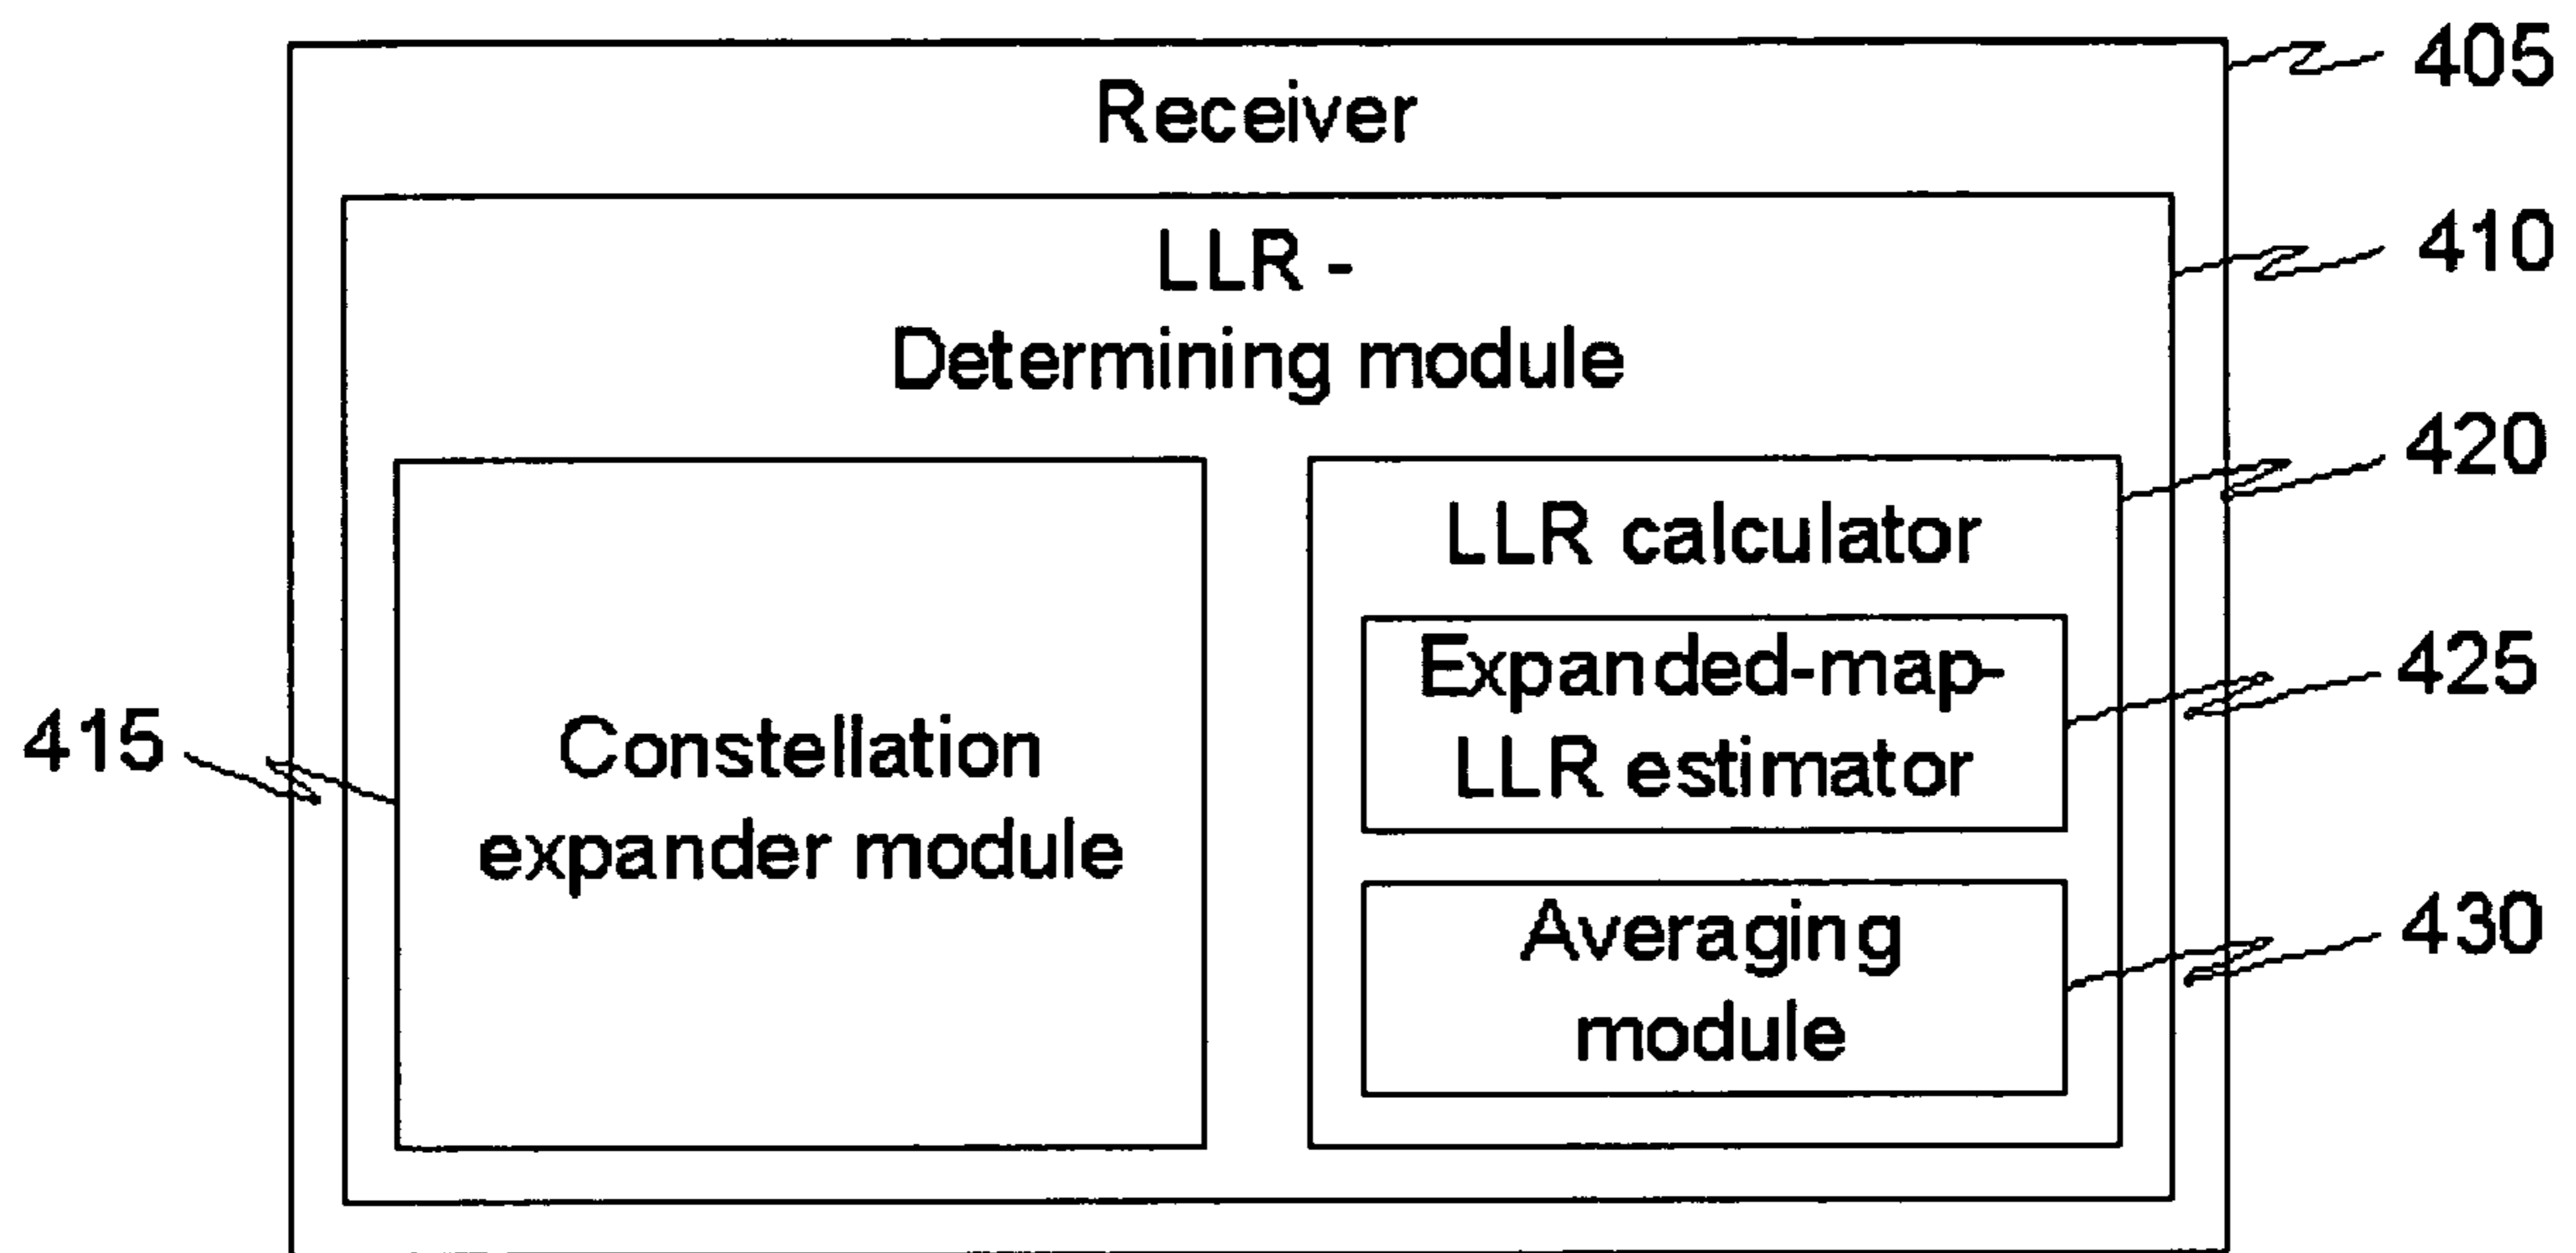 405
Receiver
410
LLR -
Determining module
420
LLR calculator
425
Expanded-map-
LLR estimator
415
Constellation
expander module
430
Averaging
module